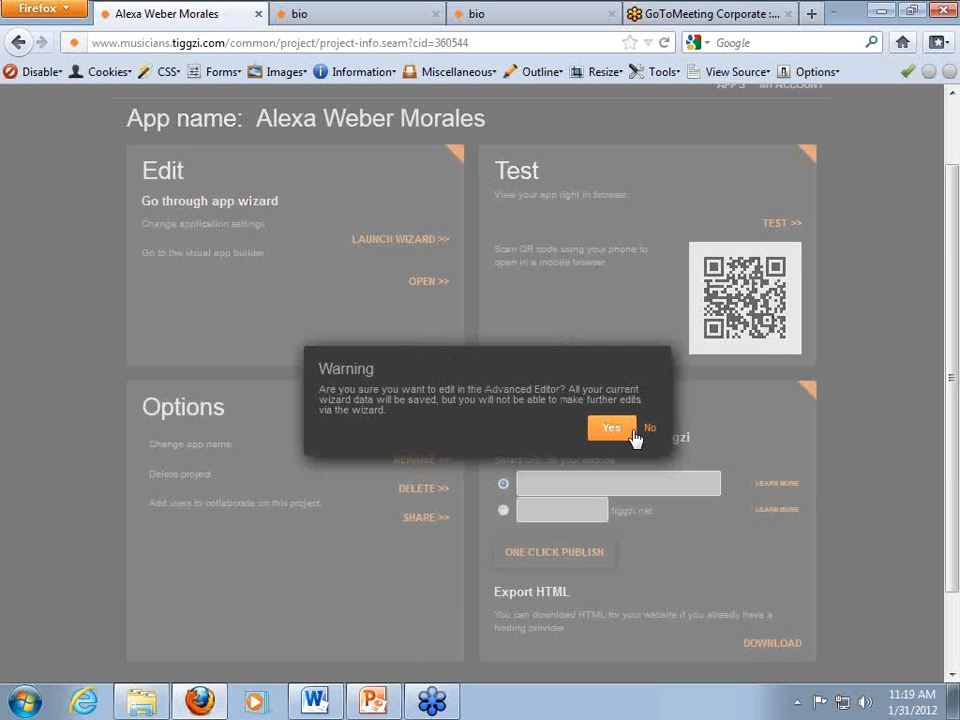 Firefox
Alexa Weber Morales
bio
bio
GoToMeeting Corporate :...
www.musicians.tiggzi.com/common/project/project-info.seam?cid=360544
Google
Disable
Cookies
CSS
Forms
Images
Information
Miscellaneous
Outline
Resize
Tools
View Source
Options
APPS MY ACCOUNT
App name: Alexa Weber Morales
Edit
Go through app wizard
Change application settings
LAUNCH WIZARD >>
Go to the visual app builder
OPEN >>
Test
View your app right in browser.
TEST >>
Scan QR code using your phone to
open in a mobile browser
Warning
Are you sure you want to edit in the Advanced Editor? All your current
wizard data will be saved, but you will not be able to make further edits
via the wizard.
Yes
No
Options
Change app name
RENAME >>
Delete project
DELETE >>
Add users to collaborate on this project.
SHARE >>
LEARN MORE
.tiggzi.net
LEARN MORE
ONE CLICK PUBLISH
Export HTML
You can download HTML for your website if you already have a
hosting provider
DOWNLOAD
11:19 AM
1/31/2012